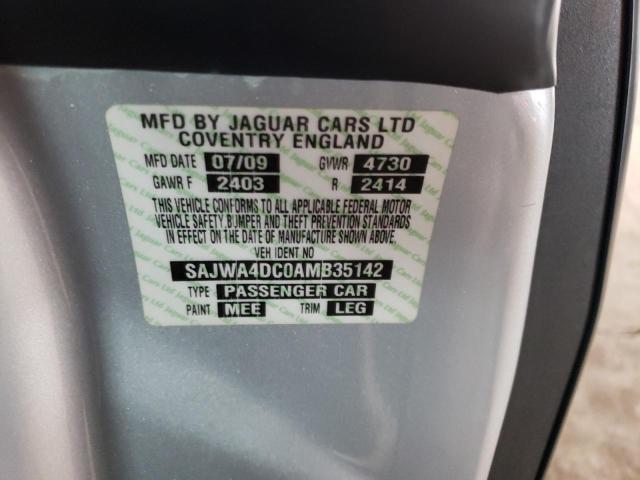 MFD BY JAGUAR CARS LTD
COVENTRY ENGLAND
MFD DATE 07/09 GVWR 4730
GAWR F 2403 R 2414
THIS VEHICLE CONFORMS TO ALL APPLICABLE FEDERAL MOTOR
VEHICLE SAFETY BUMPER AND THEFT PREVENTION STANDARDS
IN EFFECT ON DATE OF MANUFACTURE SHOWN ABOVE.
VEH IDENT NO
SAJWA4DC0AMB35142
TYPE PASSENGER CAR
PAINT MEE TRIM LEG